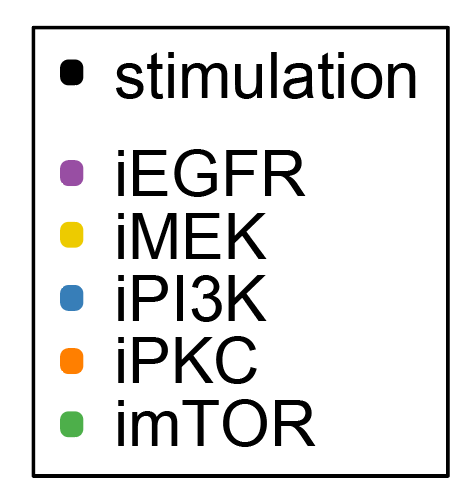 stimulation
iEGFR
iMEK
iPI3K
iPKC
imTOR